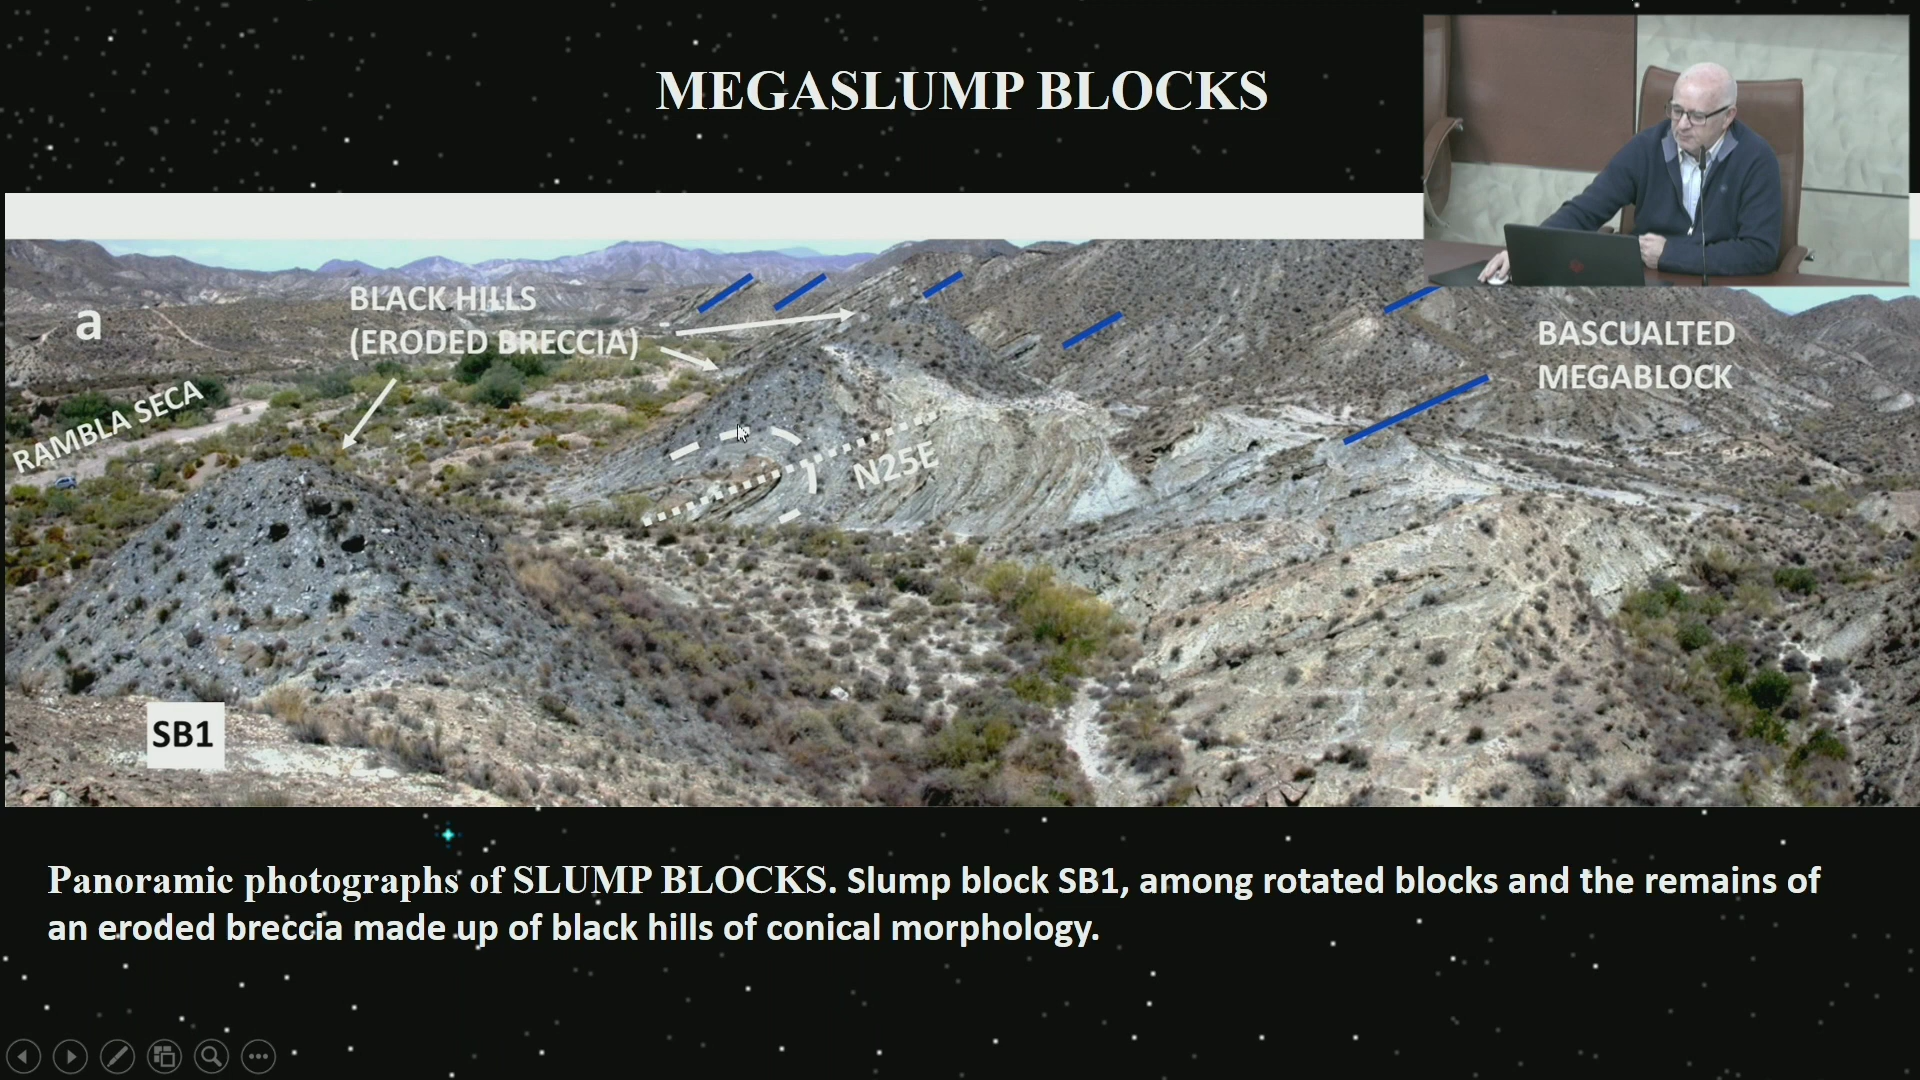 MEGASLUMP BLOCKS
a
BLACK HILLS
(ERODED BRECCIA)
RAMBLA SECA
N25E
BASCUALTED
MEGABLOCK
SB1
Panoramic photographs of SLUMP BLOCKS. Slump block SB1, among rotated blocks and the remains of
an eroded breccia made up of black hills of conical morphology.